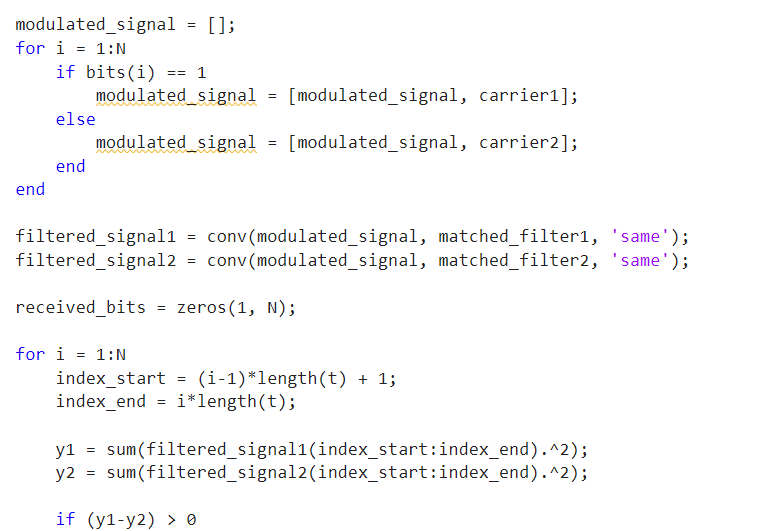 modulated_signal = [];
for i = 1:N
    if bits(i) == 1
        modulated_signal = [modulated_signal, carrier1];
    else
        modulated_signal = [modulated_signal, carrier2];
    end
end
filtered_signal1 = conv(modulated_signal, matched_filter1, 'same');
filtered_signal2 = conv(modulated_signal, matched_filter2, 'same');
received_bits = zeros(1, N);
for i = 1:N
    index_start = (i-1)*length(t) + 1;
    index_end = i*length(t);
    y1 = sum(filtered_signal1(index_start:index_end).^2);
    y2 = sum(filtered_signal2(index_start:index_end).^2);
    if (y1-y2) > 0